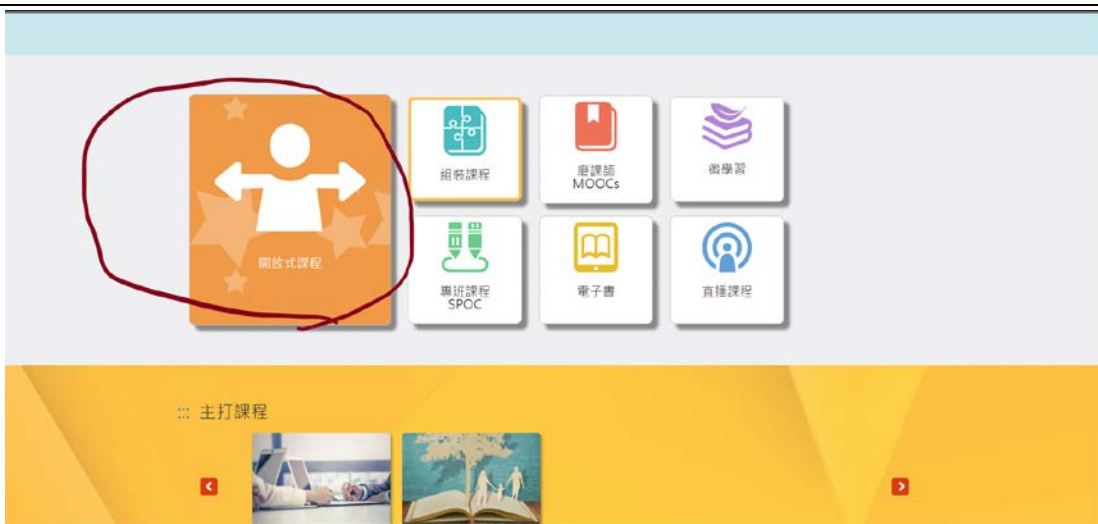 組裝課程
磨課師
MOOCs
微學習
開放式課程
專班課程
SPOC
電子書
直播課程
::: 主打課程